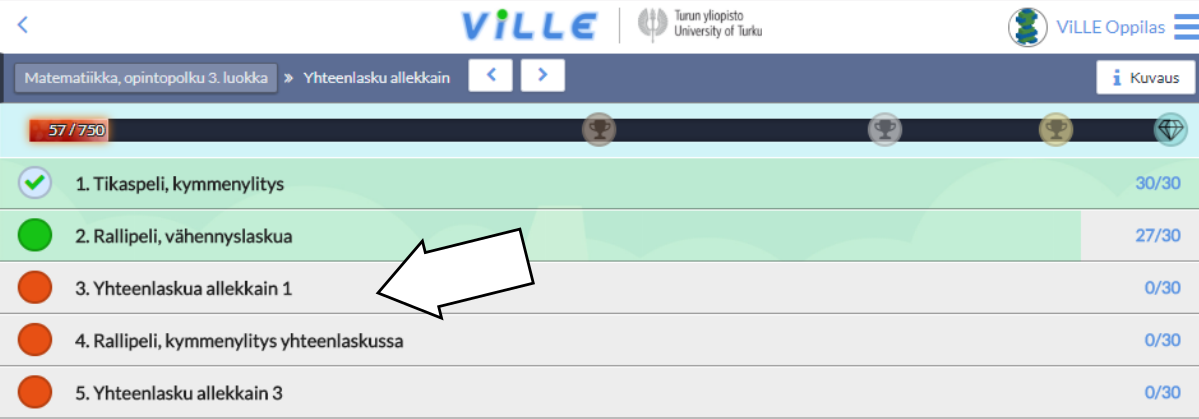 ViLLE
Turun yliopisto
University of Turku
ViLLE Oppilas
Matematiikka, opintopolku 3. luokka » Yhteenlasku allekkain < > i Kuvaus
57 / 750
1. Tikaspeli, kymmenylitys 30/30
2. Rallipeli, vähennyslaskua 27/30
3. Yhteenlaskua allekkain 1 0/30
4. Rallipeli, kymmenylitys yhteenlaskussa 0/30
5. Yhteenlasku allekkain 3 0/30